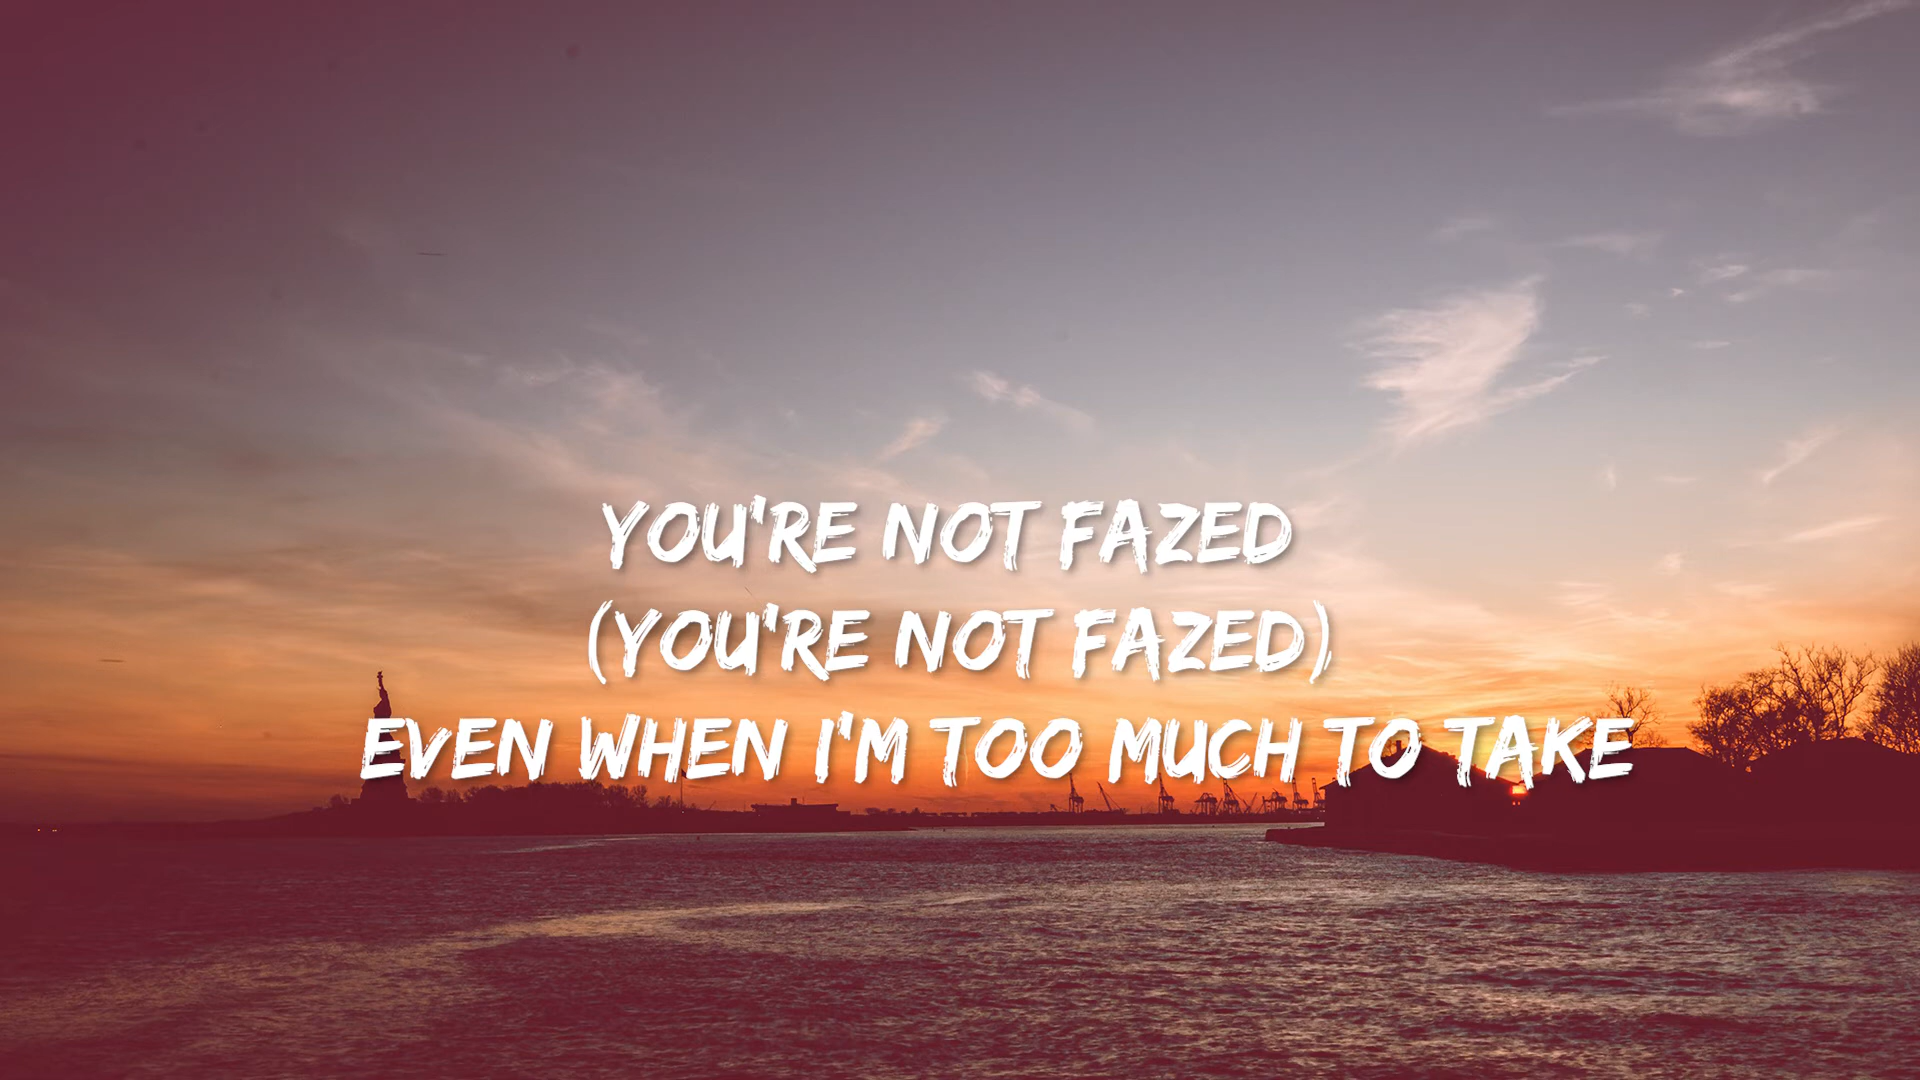 YOU'RE NOT FAZED
(YOU'RE NOT FAZED)
EVEN WHEN I'M TOO MUCH TO TAKE